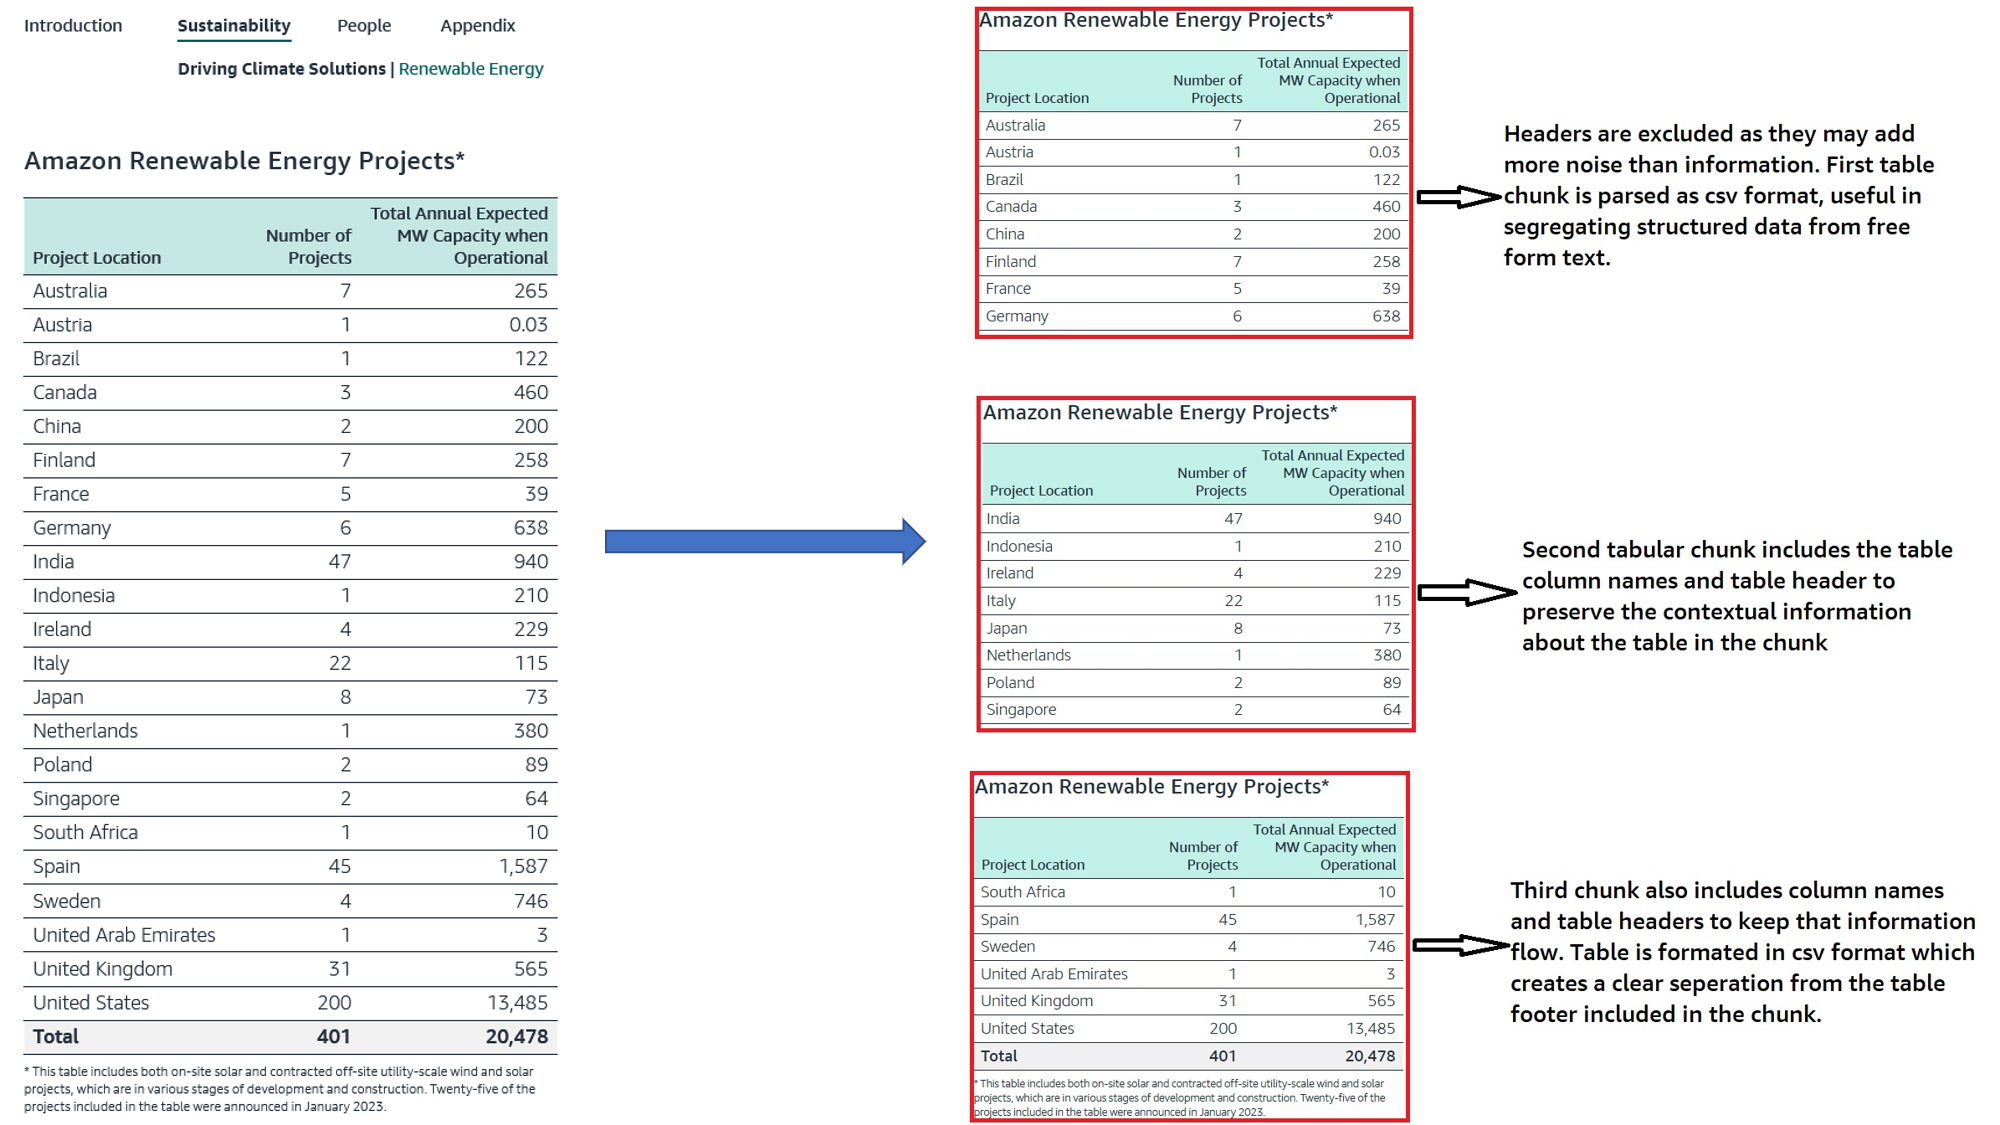 Introduction Sustainability People Appendix
Driving Climate Solutions | Renewable Energy
Amazon Renewable Energy Projects*
Total Annual Expected
Number of MW Capacity when
Project Location Projects Operational
Australia 7 265
Austria 1 0.03
Brazil 1 122
Canada 3 460
China 2 200
Finland 7 258
France 5 39
Germany 6 638
India 47 940
Indonesia 1 210
Ireland 4 229
Italy 22 115
Japan 8 73
Netherlands 1 380
Poland 2 89
Singapore 2 64
South Africa 1 10
Spain 45 1,587
Sweden 4 746
United Arab Emirates 1 3
United Kingdom 31 565
United States 200 13,485
Total 401 20,478
* This table includes both on-site solar and contracted off-site utility-scale wind and solar
projects, which are in various stages of development and construction. Twenty-five of the
projects included in the table were announced in January 2023.
Amazon Renewable Energy Projects*
Total Annual Expected
Number of MW Capacity when
Project Location Projects Operational
Australia 7 265
Austria 1 0.03
Brazil 1 122
Canada 3 460
China 2 200
Finland 7 258
France 5 39
Germany 6 638
Headers are excluded as they may add
more noise than information. First table
chunk is parsed as csv format, useful in
segregating structured data from free
form text.
Amazon Renewable Energy Projects*
Total Annual Expected
Number of MW Capacity when
Project Location Projects Operational
India 47 940
Indonesia 1 210
Ireland 4 229
Italy 22 115
Japan 8 73
Netherlands 1 380
Poland 2 89
Singapore 2 64
Second tabular chunk includes the table
column names and table header to
preserve the contextual information
about the table in the chunk
Amazon Renewable Energy Projects*
Total Annual Expected
Number of MW Capacity when
Project Location Projects Operational
South Africa 1 10
Spain 45 1,587
Sweden 4 746
United Arab Emirates 1 3
United Kingdom 31 565
United States 200 13,485
Total 401 20,478
* This table includes both on-site solar and contracted off-site utility-scale wind and solar
projects, which are in various stages of development and construction. Twenty-five of the
projects included in the table were announced in January 2023.
Third chunk also includes column names
and table headers to keep that information
flow. Table is formated in csv format which
creates a clear seperation from the table
footer included in the chunk.